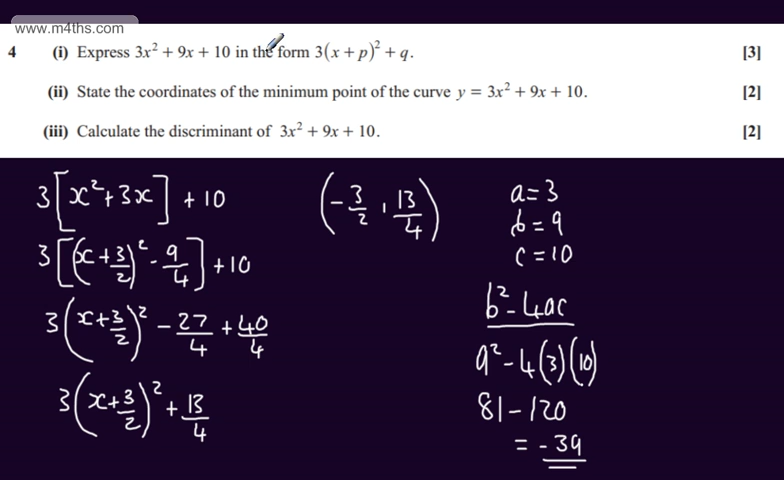 www.m4ths.com
4 (i) Express 3x² + 9x + 10 in the form 3(x + p)² + q. [3]
(ii) State the coordinates of the minimum point of the curve y = 3x² + 9x + 10. [2]
(iii) Calculate the discriminant of 3x² + 9x + 10. [2]
3[x²+3x] + 10
3[(x+3/2)² - 9/4] + 10
3(x+3/2)² - 27/4 + 40/4
3(x+3/2)² + 13/4
(-3/2, 13/4)
a=3
b=9
c=10
b²-4ac
9²-4(3)(10)
81-120
= -39